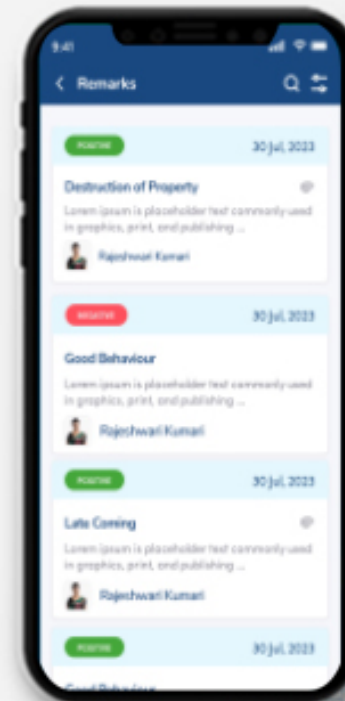 9:41
Remarks
POSITIVE
30 Jul, 2023
Destruction of Property
Lorem ipsum is placeholder text commonly used
in graphics, print, and publishing ...
Rajeshwari Kumari
NEGATIVE
30 Jul, 2023
Good Behaviour
Lorem ipsum is placeholder text commonly used
in graphics, print, and publishing ...
Rajeshwari Kumari
POSITIVE
30 Jul, 2023
Late Coming
Lorem ipsum is placeholder text commonly used
in graphics, print, and publishing ...
Rajeshwari Kumari
POSITIVE
30 Jul, 2023
Good Behaviour